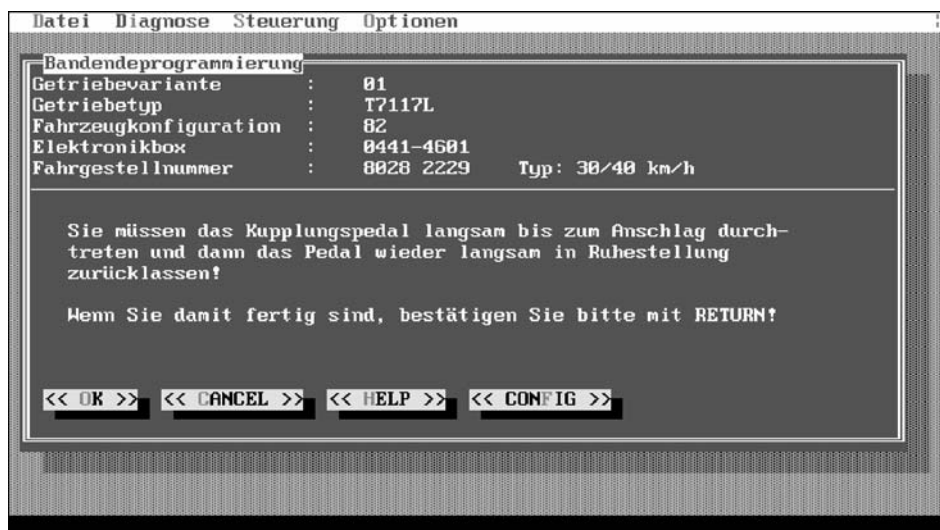 Datei Diagnose Steuerung Optionen
Bandendeprogrammierung
Getriebevariante : 01
Getriebetyp : T7117L
Fahrzeugkonfiguration : 82
Elektronikbox : 0441-4601
Fahrgestellnummer : 8028 2229 Typ: 30/40 km/h
Sie müssen das Kupplungspedal langsam bis zum Anschlag durch-
treten und dann das Pedal wieder langsam in Ruhestellung
zurücklassen!
Wenn Sie damit fertig sind, bestätigen Sie bitte mit RETURN!
<< OK >> << CANCEL >> << HELP >> << CONFIG >>